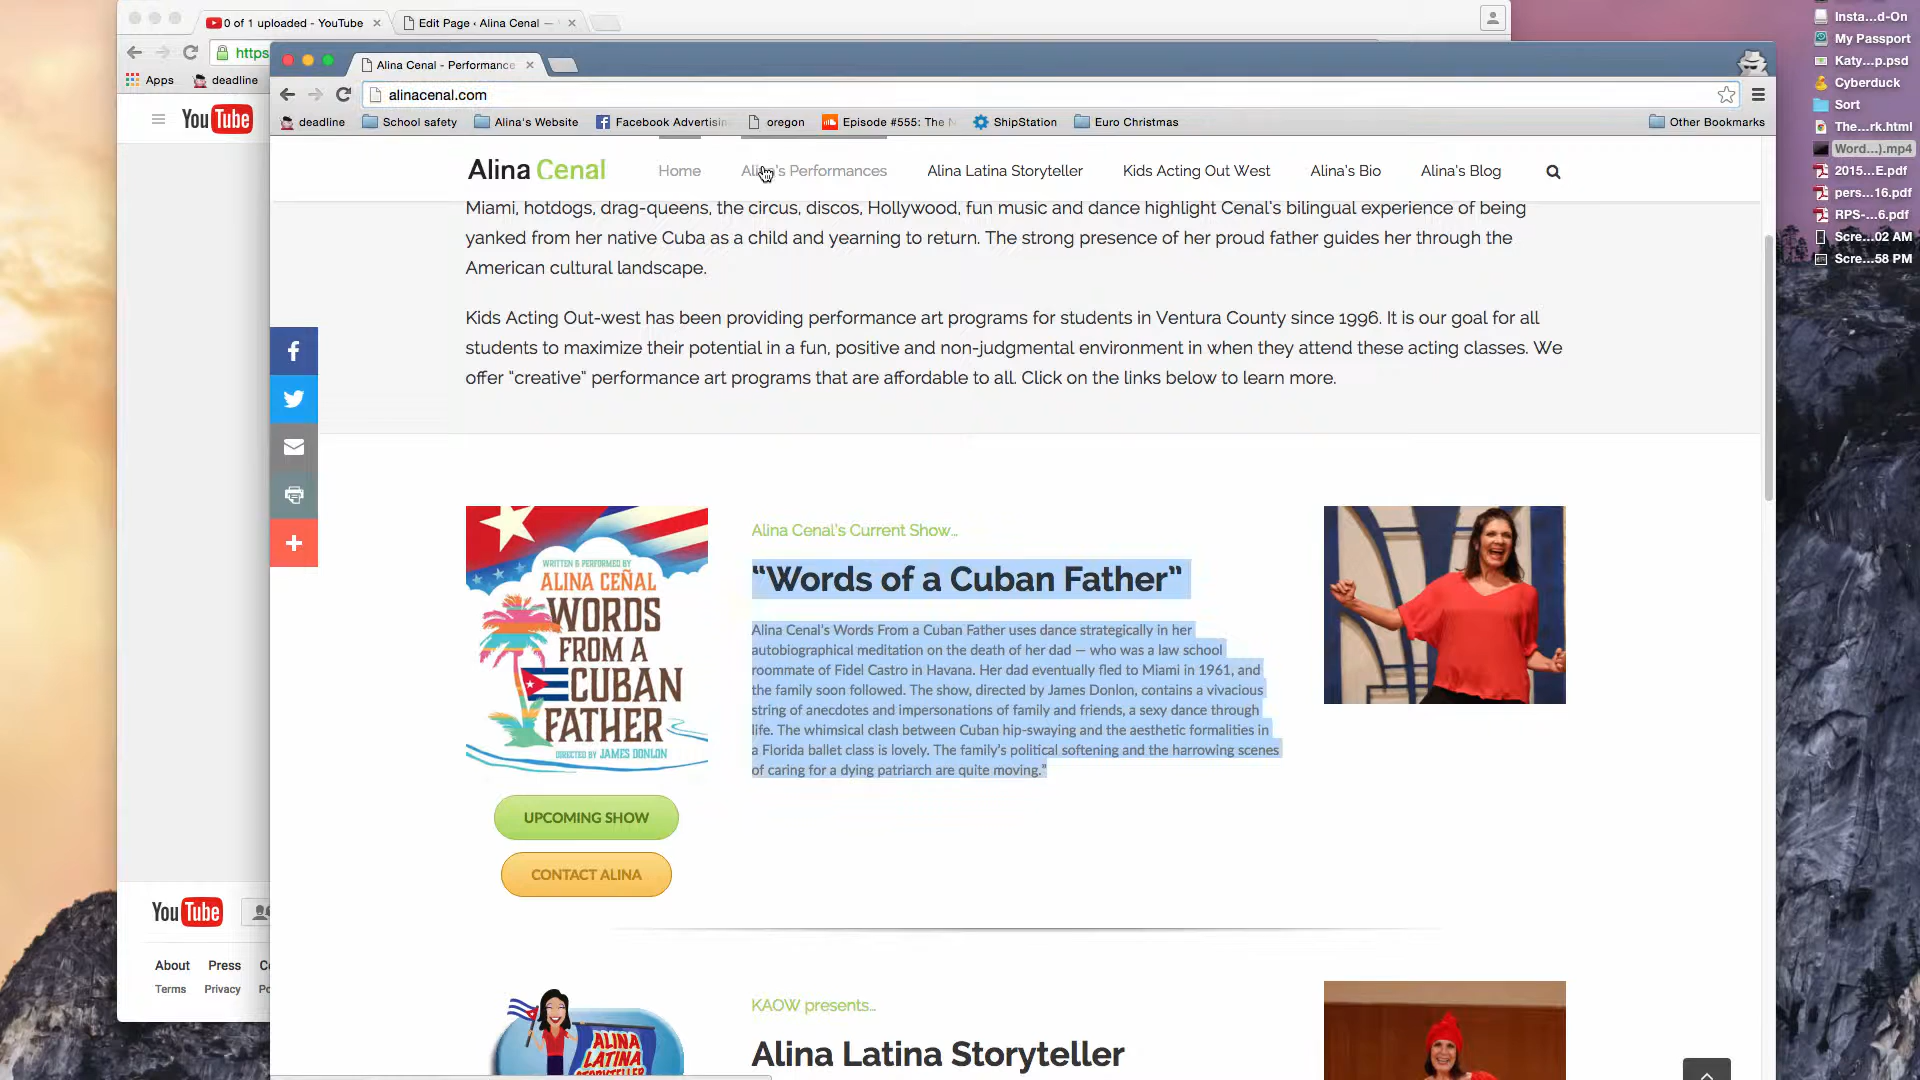 0 of 1 uploaded - YouTube
Edit Page ‹ Alina Cenal —
https
Apps
deadline
YouTube
Alina Cenal - Performance
alinacenal.com
deadline
School safety
Alina's Website
Facebook Advertisin
oregon
Episode #555: The N
ShipStation
Euro Christmas
Other Bookmarks
Alina Cenal
Home
Alina's Performances
Alina Latina Storyteller
Kids Acting Out West
Alina's Bio
Alina's Blog
Miami, hotdogs, drag-queens, the circus, discos, Hollywood, fun music and dance highlight Cenal's bilingual experience of being
yanked from her native Cuba as a child and yearning to return. The strong presence of her proud father guides her through the
American cultural landscape.
Kids Acting Out-west has been providing performance art programs for students in Ventura County since 1996. It is our goal for all
students to maximize their potential in a fun, positive and non-judgmental environment in when they attend these acting classes. We
offer "creative" performance art programs that are affordable to all. Click on the links below to learn more.
WRITTEN & PERFORMED BY
ALINA CEÑAL
WORDS
FROM A
CUBAN
FATHER
DIRECTED BY JAMES DONLON
UPCOMING SHOW
CONTACT ALINA
Alina Cenal's Current Show…
“Words of a Cuban Father”
Alina Cenal's Words From a Cuban Father uses dance strategically in her
autobiographical meditation on the death of her dad — who was a law school
roommate of Fidel Castro in Havana. Her dad eventually fled to Miami in 1961, and
the family soon followed. The show, directed by James Donlon, contains a vivacious
string of anecdotes and impersonations of family and friends, a sexy dance through
life. The whimsical clash between Cuban hip-swaying and the aesthetic formalities in
a Florida ballet class is lovely. The family's political softening and the harrowing scenes
of caring for a dying patriarch are quite moving."
KAOW presents…
Alina Latina Storyteller
ALINA
LATINA
STORYTELLER
YouTube
About
Press
Terms
Privacy
Insta...d-On
My Passport
Katy...p.psd
Cyberduck
Sort
The...rk.html
Word...).mp4
2015...E.pdf
pers...16.pdf
RPS-...6.pdf
Scre...02 AM
Scre...58 PM